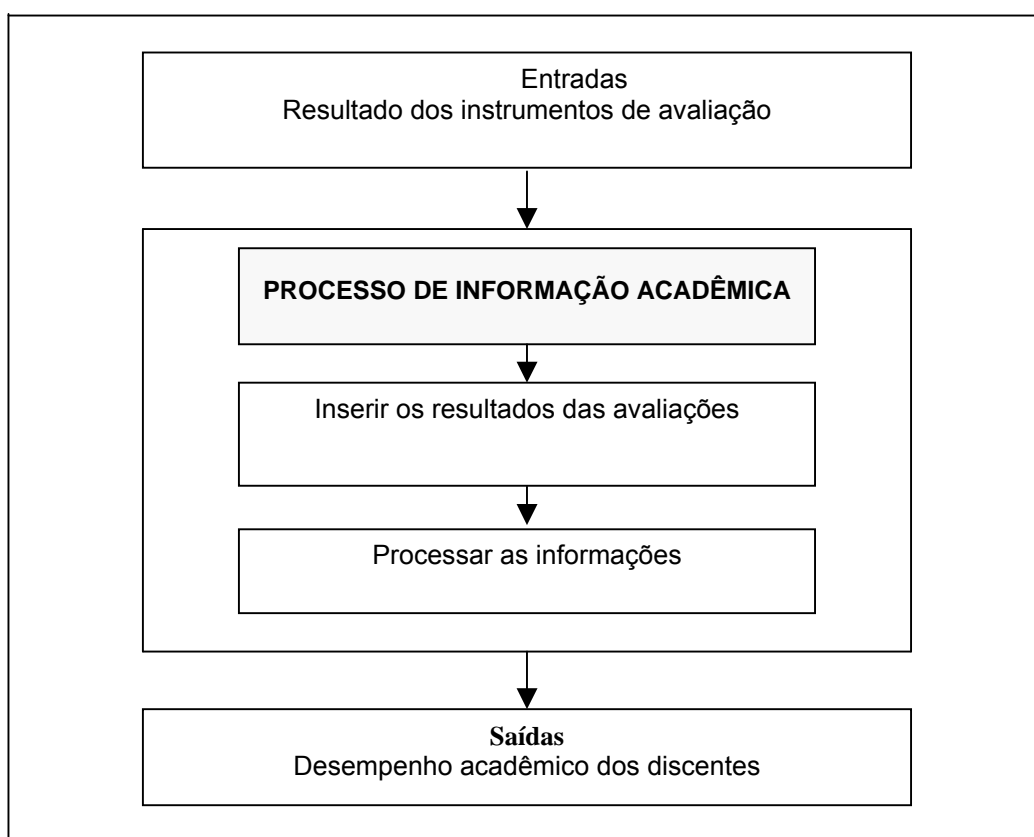 Entradas
Resultado dos instrumentos de avaliação
PROCESSO DE INFORMAÇÃO ACADÊMICA
Inserir os resultados das avaliações
Processar as informações
Saídas
Desempenho acadêmico dos discentes